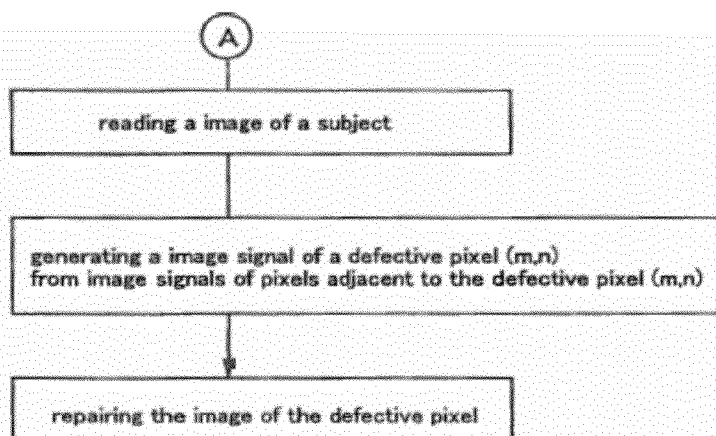 A
reading a image of a subject
generating a image signal of a defective pixel (m,n)
from image signals of pixels adjacent to the defective pixel (m,n)
repairing the image of the defective pixel